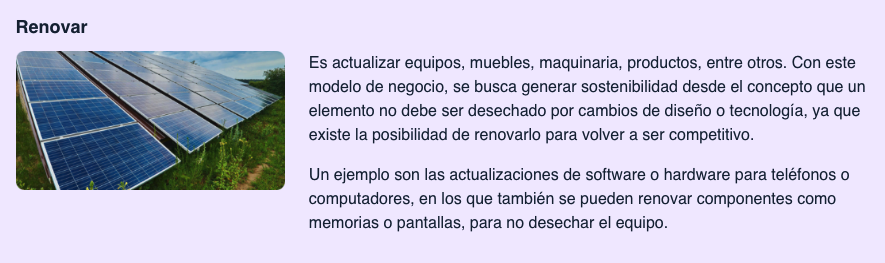 Renovar
Es actualizar equipos, muebles, maquinaria, productos, entre otros. Con este
modelo de negocio, se busca generar sostenibilidad desde el concepto que un
elemento no debe ser desechado por cambios de diseño o tecnología, ya que
existe la posibilidad de renovarlo para volver a ser competitivo.
Un ejemplo son las actualizaciones de software o hardware para teléfonos o
computadores, en los que también se pueden renovar componentes como
memorias o pantallas, para no desechar el equipo.